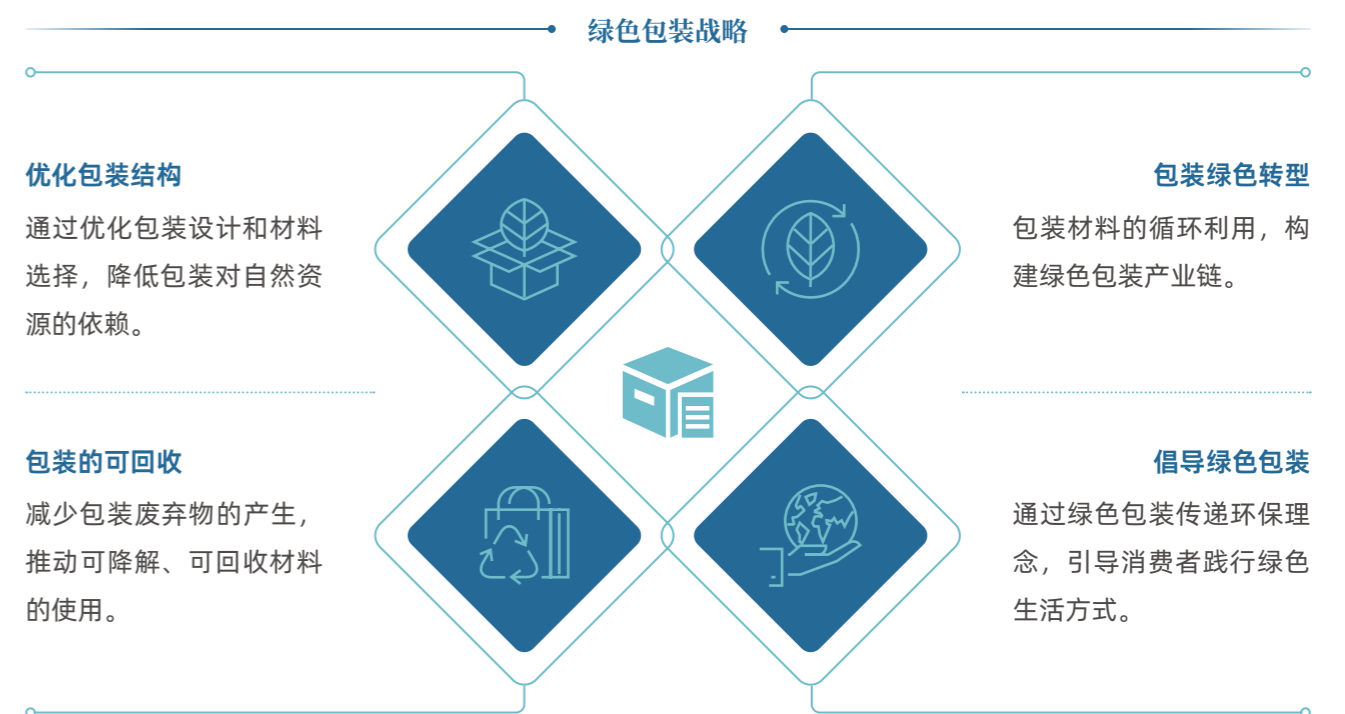 绿色包装战略
优化包装结构
通过优化包装设计和材料
选择，降低包装对自然资
源的依赖。
包装绿色转型
包装材料的循环利用，构
建绿色包装产业链。
包装的可回收
减少包装废弃物的产生，
推动可降解、可回收材料
的使用。
倡导绿色包装
通过绿色包装传递环保理
念，引导消费者践行绿色
生活方式。